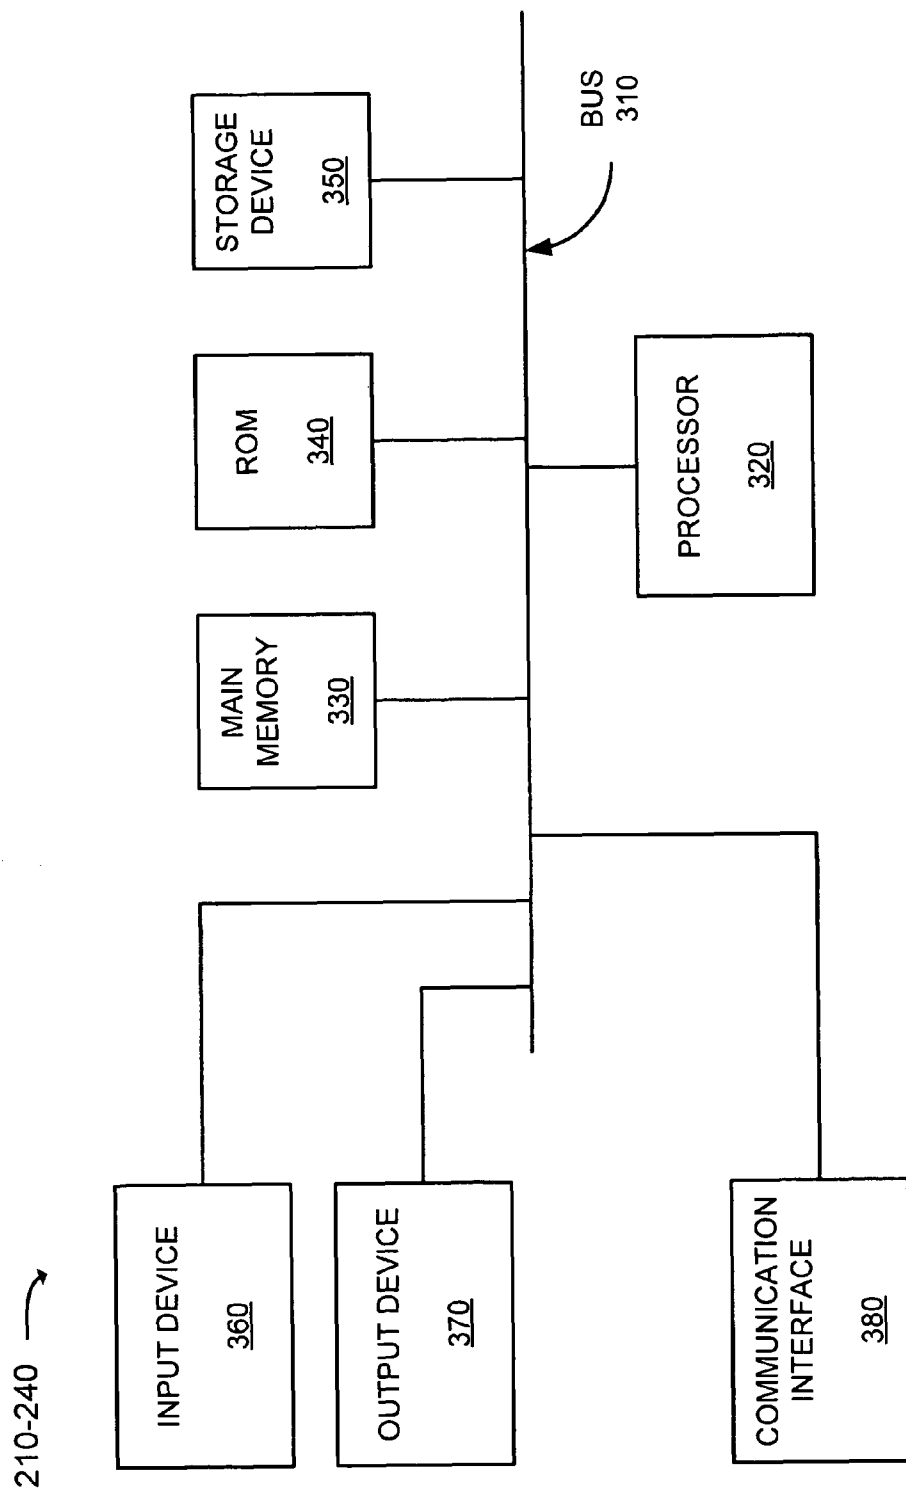 210-240
INPUT DEVICE
360
OUTPUT DEVICE
370
COMMUNICATION
INTERFACE
380
MAIN
MEMORY
330
ROM
340
STORAGE
DEVICE
350
PROCESSOR
320
BUS
310